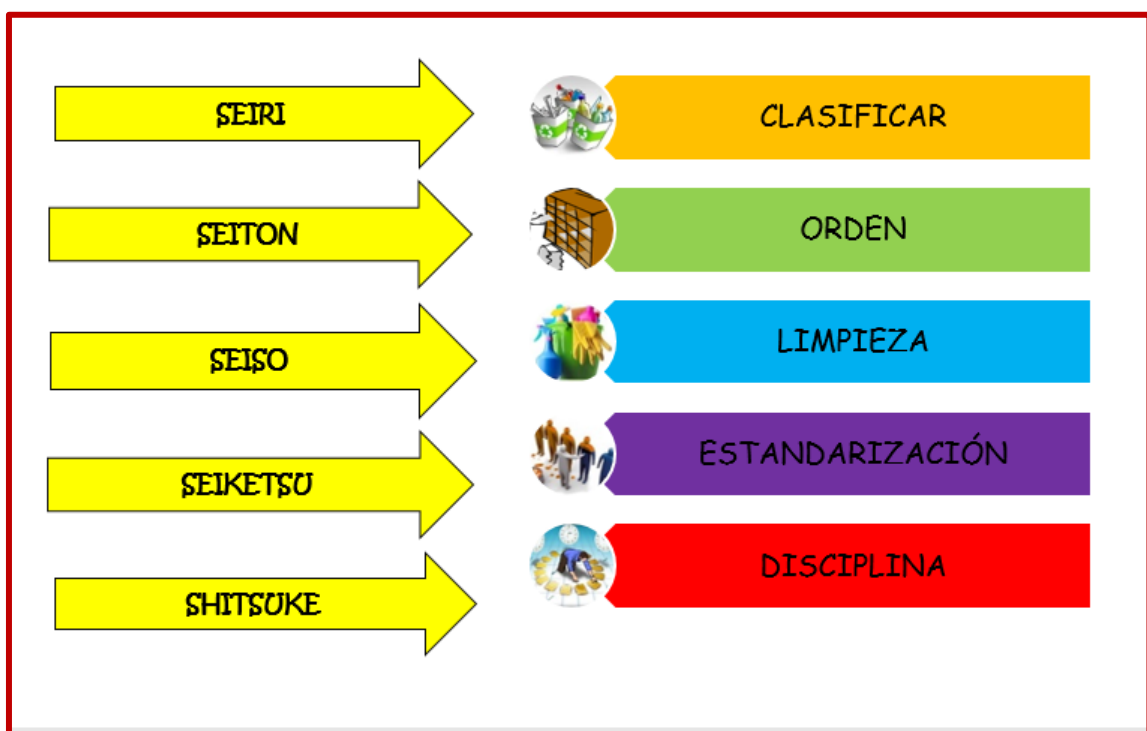 SEIRI
CLASIFICAR
SEITON
ORDEN
SEISO
LIMPIEZA
SEIKETSU
ESTANDARIZACIÓN
SHITSUKE
DISCIPLINA